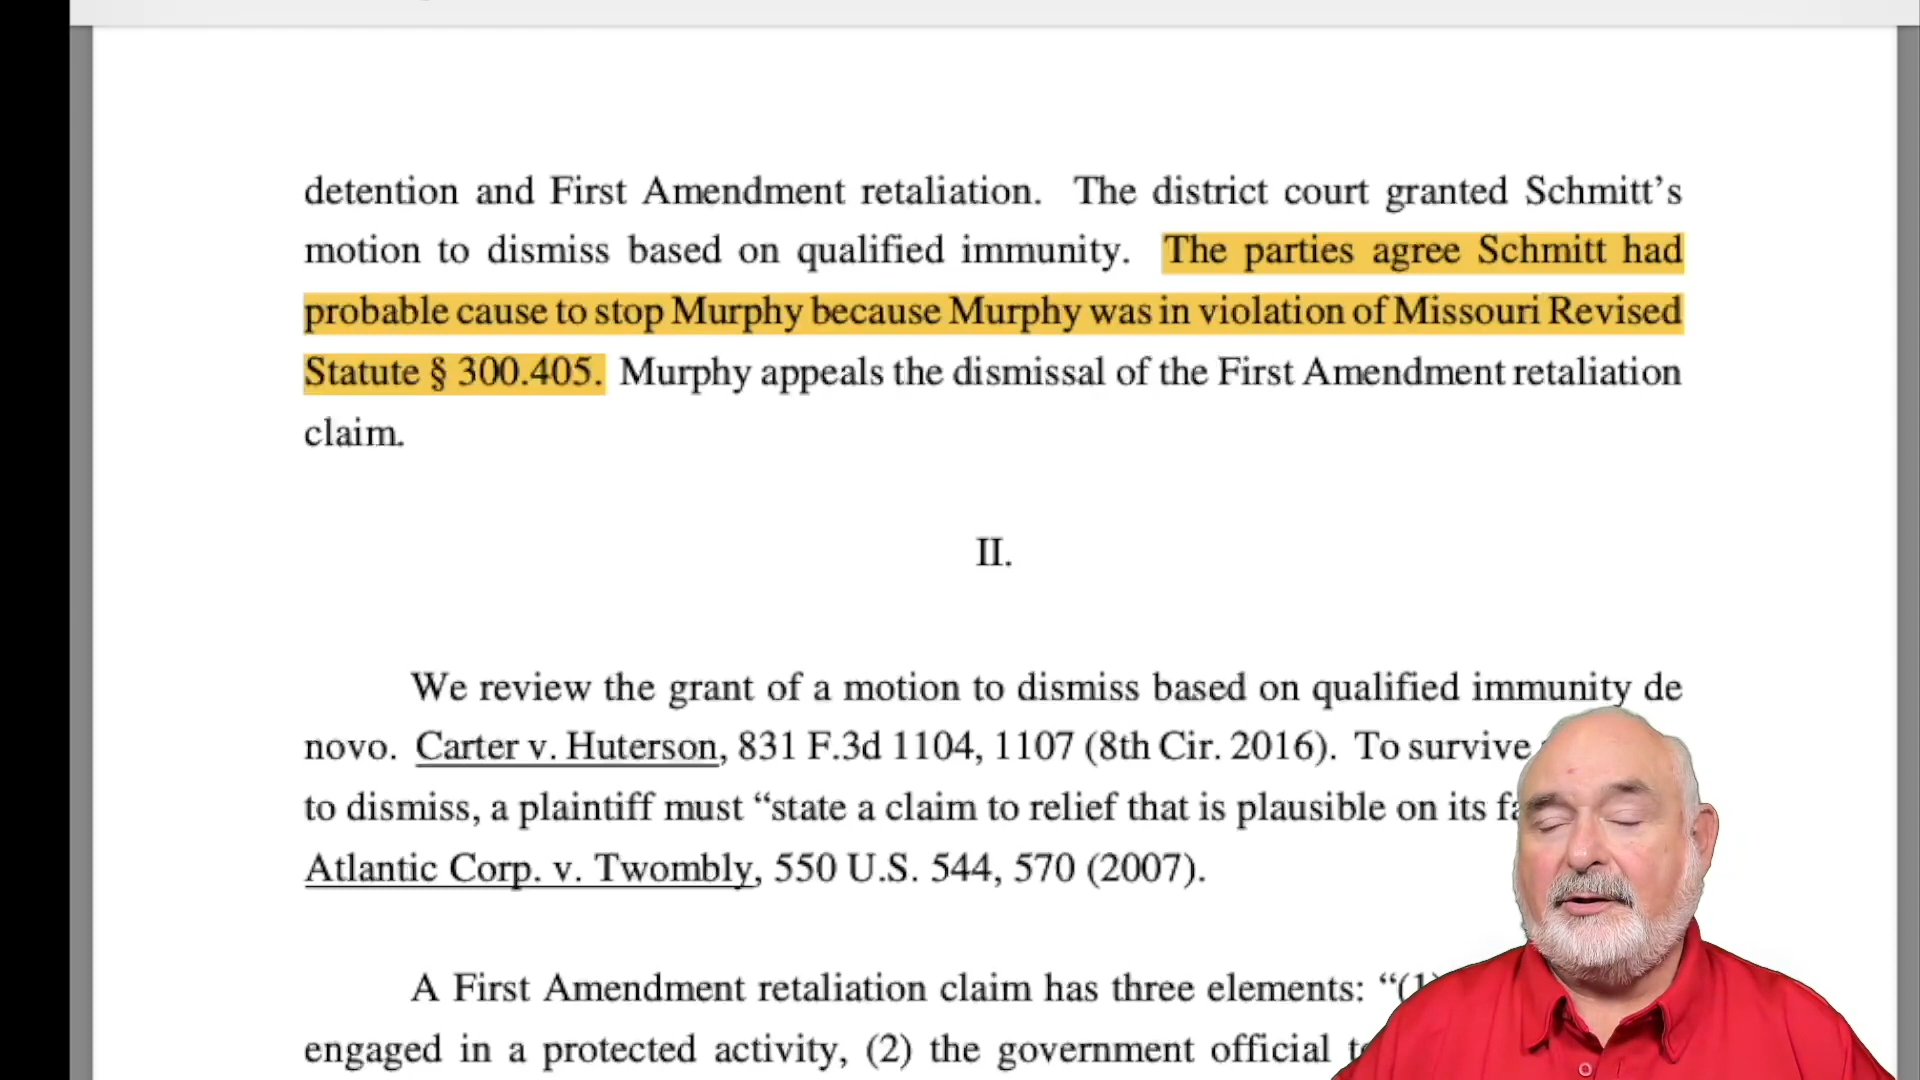 detention and First Amendment retaliation. The district court granted Schmitt’s
motion to dismiss based on qualified immunity. The parties agree Schmitt had
probable cause to stop Murphy because Murphy was in violation of Missouri Revised
Statute § 300.405. Murphy appeals the dismissal of the First Amendment retaliation
claim.
II.
We review the grant of a motion to dismiss based on qualified immunity de
novo. Carter v. Huterson, 831 F.3d 1104, 1107 (8th Cir. 2016). To survive
to dismiss, a plaintiff must “state a claim to relief that is plausible on its
Atlantic Corp. v. Twombly, 550 U.S. 544, 570 (2007).
A First Amendment retaliation claim has three elements: “(1)
engaged in a protected activity, (2) the government official